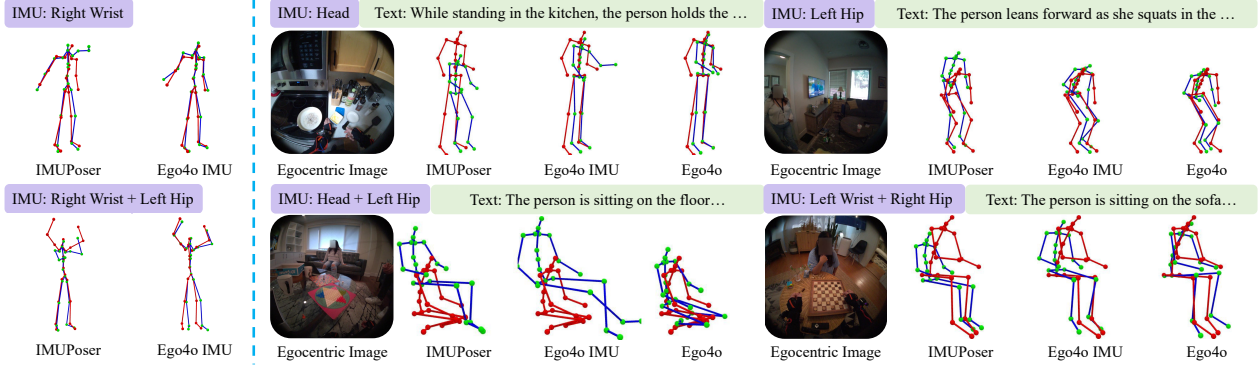 IMU: Right Wrist
IMUPoser
Ego4o IMU
IMU: Right Wrist + Left Hip
IMUPoser
Ego4o IMU
IMU: Head
Text: While standing in the kitchen, the person holds the …
Egocentric Image
IMUPoser
Ego4o IMU
Ego4o
IMU: Left Hip
Text: The person leans forward as she squats in the …
Egocentric Image
IMUPoser
Ego4o IMU
Ego4o
IMU: Head + Left Hip
Text: The person is sitting on the floor…
Egocentric Image
IMUPoser
Ego4o IMU
Ego4o
IMU: Left Wrist + Right Hip
Text: The person is sitting on the sofa…
Egocentric Image
IMUPoser
Ego4o IMU
Ego4o